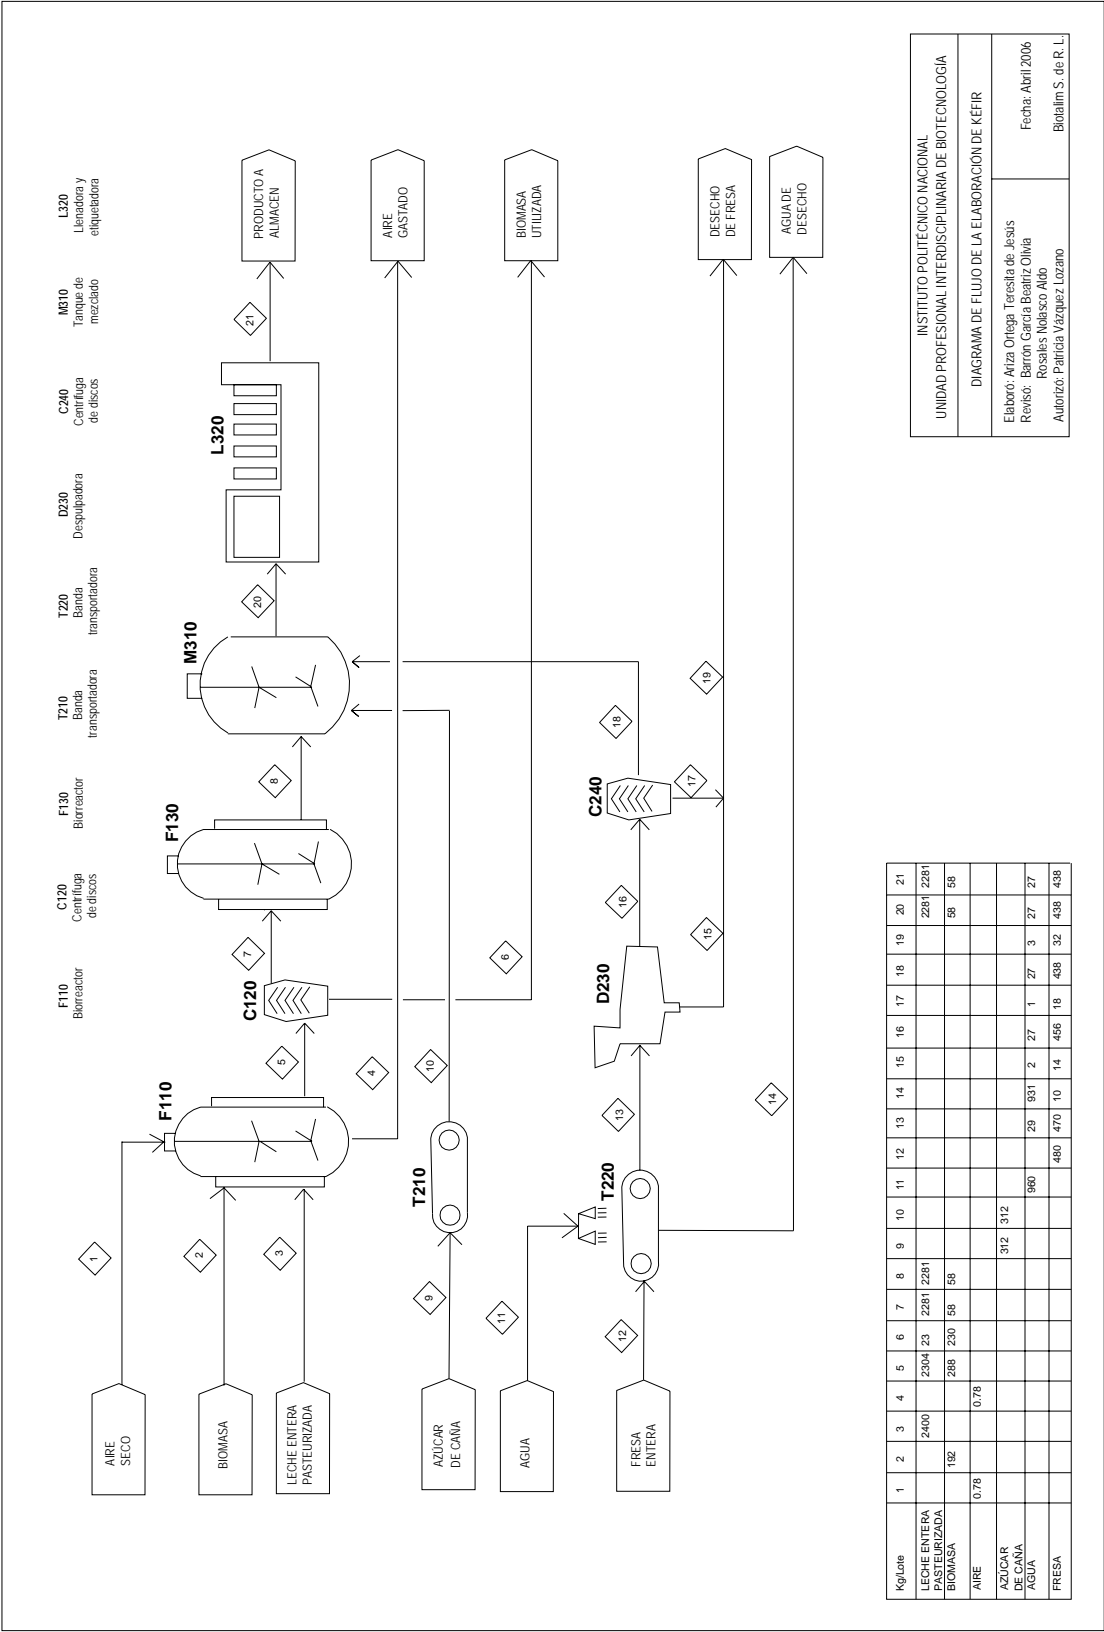 F110
Biorreactor
C120
Centrífuga
de discos
F130
Biorreactor
T210
Banda
transportadora
T220
Banda
transportadora
D230
Despulpadora
C240
Centrífuga
de discos
M310
Tanque de
mezclado
L320
Llenadora y
etiquetadora
AIRE
SECO
1
BIOMASA
2
LECHE ENTERA
PASTEURIZADA
3
F110
4
5
C120
6
7
F130
8
M310
20
L320
21
PRODUCTO A
ALMACEN
AIRE
GASTADO
BIOMASA
UTILIZADA
AZÚCAR
DE CAÑA
9
T210
10
AGUA
11
FRESA
ENTERA
12
T220
13
14
D230
15
16
C240
17
18
19
DESECHO
DE FRESA
AGUA DE
DESECHO
Kg/Lote 1 2 3 4 5 6 7 8 9 10 11 12 13 14 15 16 17 18 19 20 21
LECHE ENTERA
PASTEURIZADA 2400 2304 23 2281 2281 2281 2281
BIOMASA 192 288 230 58 58 58 58
AIRE 0.78 0.78
AZÚCAR
DE CAÑA 312 312
AGUA 960 29 931 2 27 1 27 3 27 27
FRESA 480 470 10 14 456 18 438 32 438 438
INSTITUTO POLITÉCNICO NACIONAL
UNIDAD PROFESIONAL INTERDISCIPLINARIA DE BIOTECNOLOGÍA
DIAGRAMA DE FLUJO DE LA ELABORACIÓN DE KÉFIR
Elaboró: Ariza Ortega Teresita de Jesús
Revisó: Barrón García Beatriz Olivia
Rosales Nolasco Aldo
Autorizó: Patricia Vázquez Lozano
Fecha: Abril 2006
Biotalim S. de R. L.